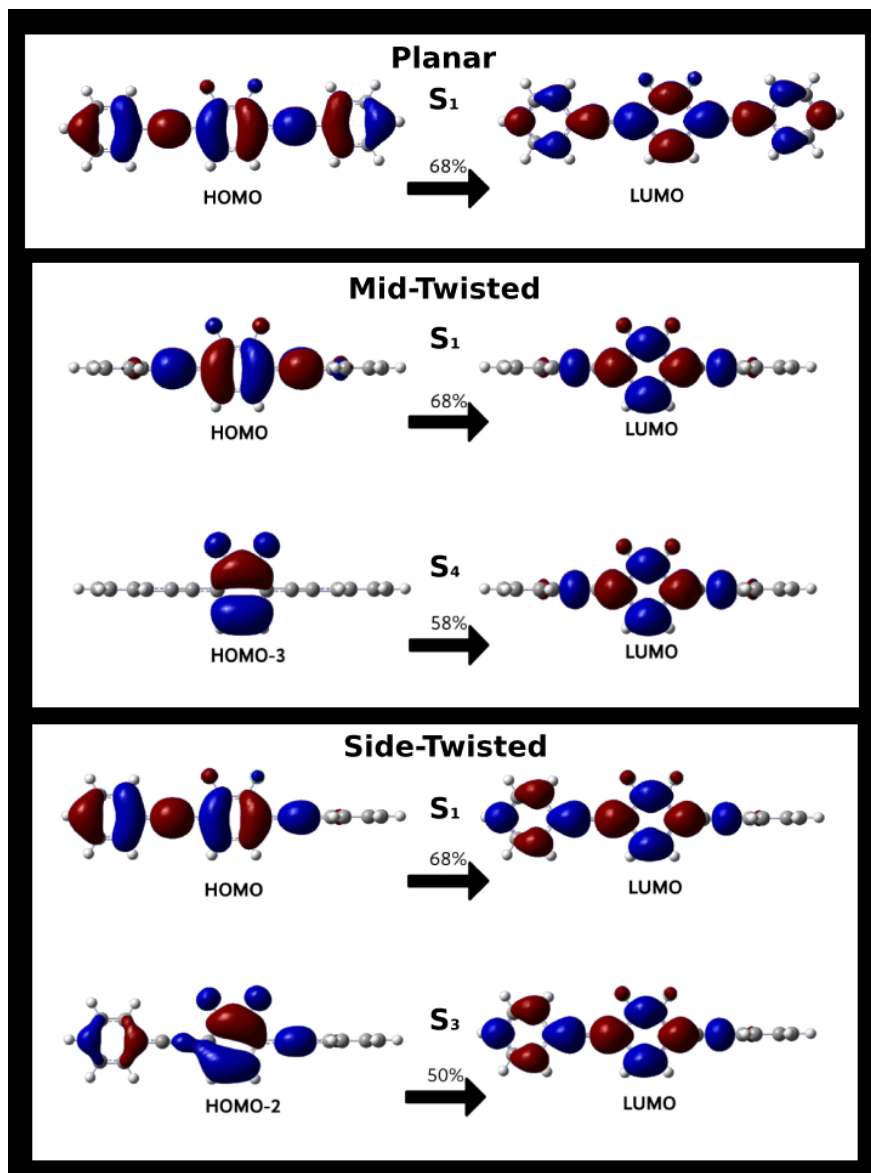 Planar
S₁
68%
HOMO
LUMO
Mid-Twisted
S₁
68%
HOMO
LUMO
S₄
58%
HOMO-3
LUMO
Side-Twisted
S₁
68%
HOMO
LUMO
S₃
50%
HOMO-2
LUMO